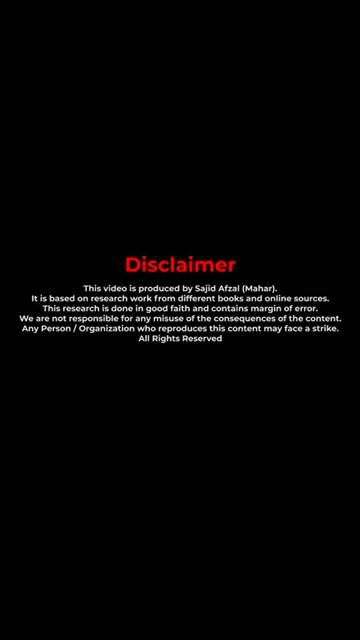 Disclaimer
This video is produced by Sajid Afzal (Mahar).
It is based on research work from different books and online sources.
This research is done in good faith and contains margin of error.
We are not responsible for any misuse of the consequences of the content.
Any Person / Organization who reproduces this content may face a strike.
All Rights Reserved